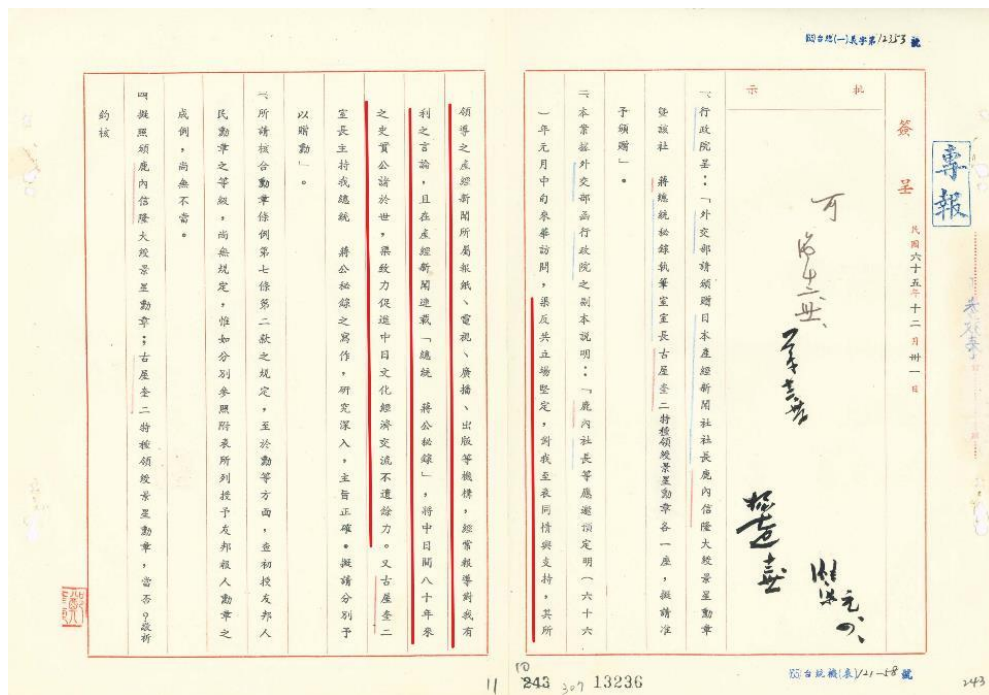 (65)台統(一)美字第12353號
專報
簽呈
民國六十五年十二月卅一日
批示
可
一、行政院呈：「外交部請頒贈日本產經新聞社社長鹿內信隆大綬景星勳章
暨該社　蔣總統秘錄執筆室室長古屋奎二特種領綬景星勳章各一座，擬請准
予頒贈」。
二、本案據外交部函行政院之副本說明：「鹿內社長等應邀預定明（六十六
）年元月中旬來華訪問，渠反共立場堅定，對我至表同情與支持，其所
領導之產經新聞所屬報紙、電視、廣播、出版等機構，經常報導對我有
利之言論，且在產經新聞連載「總統　蔣公秘錄」，將中日間八十年來
之史實公諸於世，渠致力促進中日文化經濟交流不遺餘力。又古屋奎二
室長主持我總統　蔣公秘錄之寫作，研究深入，主旨正確。擬請分別予
以贈勳」。
三、所請核合勳章條例第七條第二款之規定，至於勳等方面，查初授友邦人
民勳章之等級，尚無規定，惟如分別參照附表所列授予友邦報人勳章之
成例，尚無不當。
四、擬照頒鹿內信隆大綬景星勳章；古屋奎二特種領綬景星勳章，當否？敬祈
鈞核
(65)台統機(表)121-58號
11
243
307
13236
243